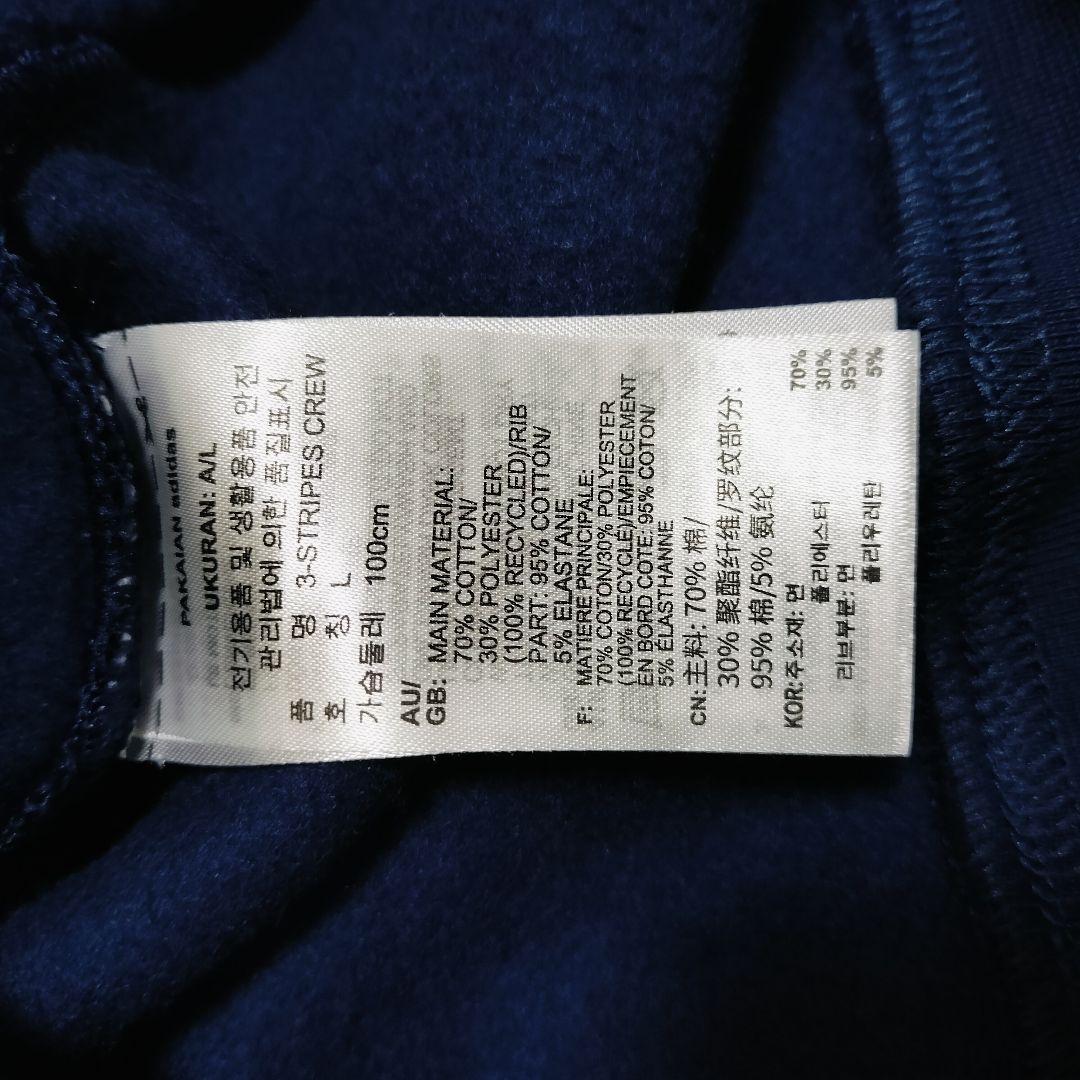 PAKAIAN adidas
UKURAN: A/L
전기용품 및 생활용품 안전
관리법에 의한 품질표시
품 명 3-STRIPES CREW
호 칭 L
가슴둘레 100cm
AU/
GB: MAIN MATERIAL:
70% COTTON/
30% POLYESTER
(100% RECYCLED)/RIB
PART: 95% COTTON/
5% ELASTANE
F: MATIERE PRINCIPALE:
70% COTON/30% POLYESTER
(100% RECYCLÉ)/EMPIECEMENT
EN BORD COTE: 95% COTON/
5% ÉLASTHANNE
CN: 主料: 70% 棉/
30% 聚酯纤维/罗纹部分:
95% 棉/5% 氨纶
KOR: 주소재: 면 70%
폴리에스터 30%
리브부분: 면 95%
폴리우레탄 5%